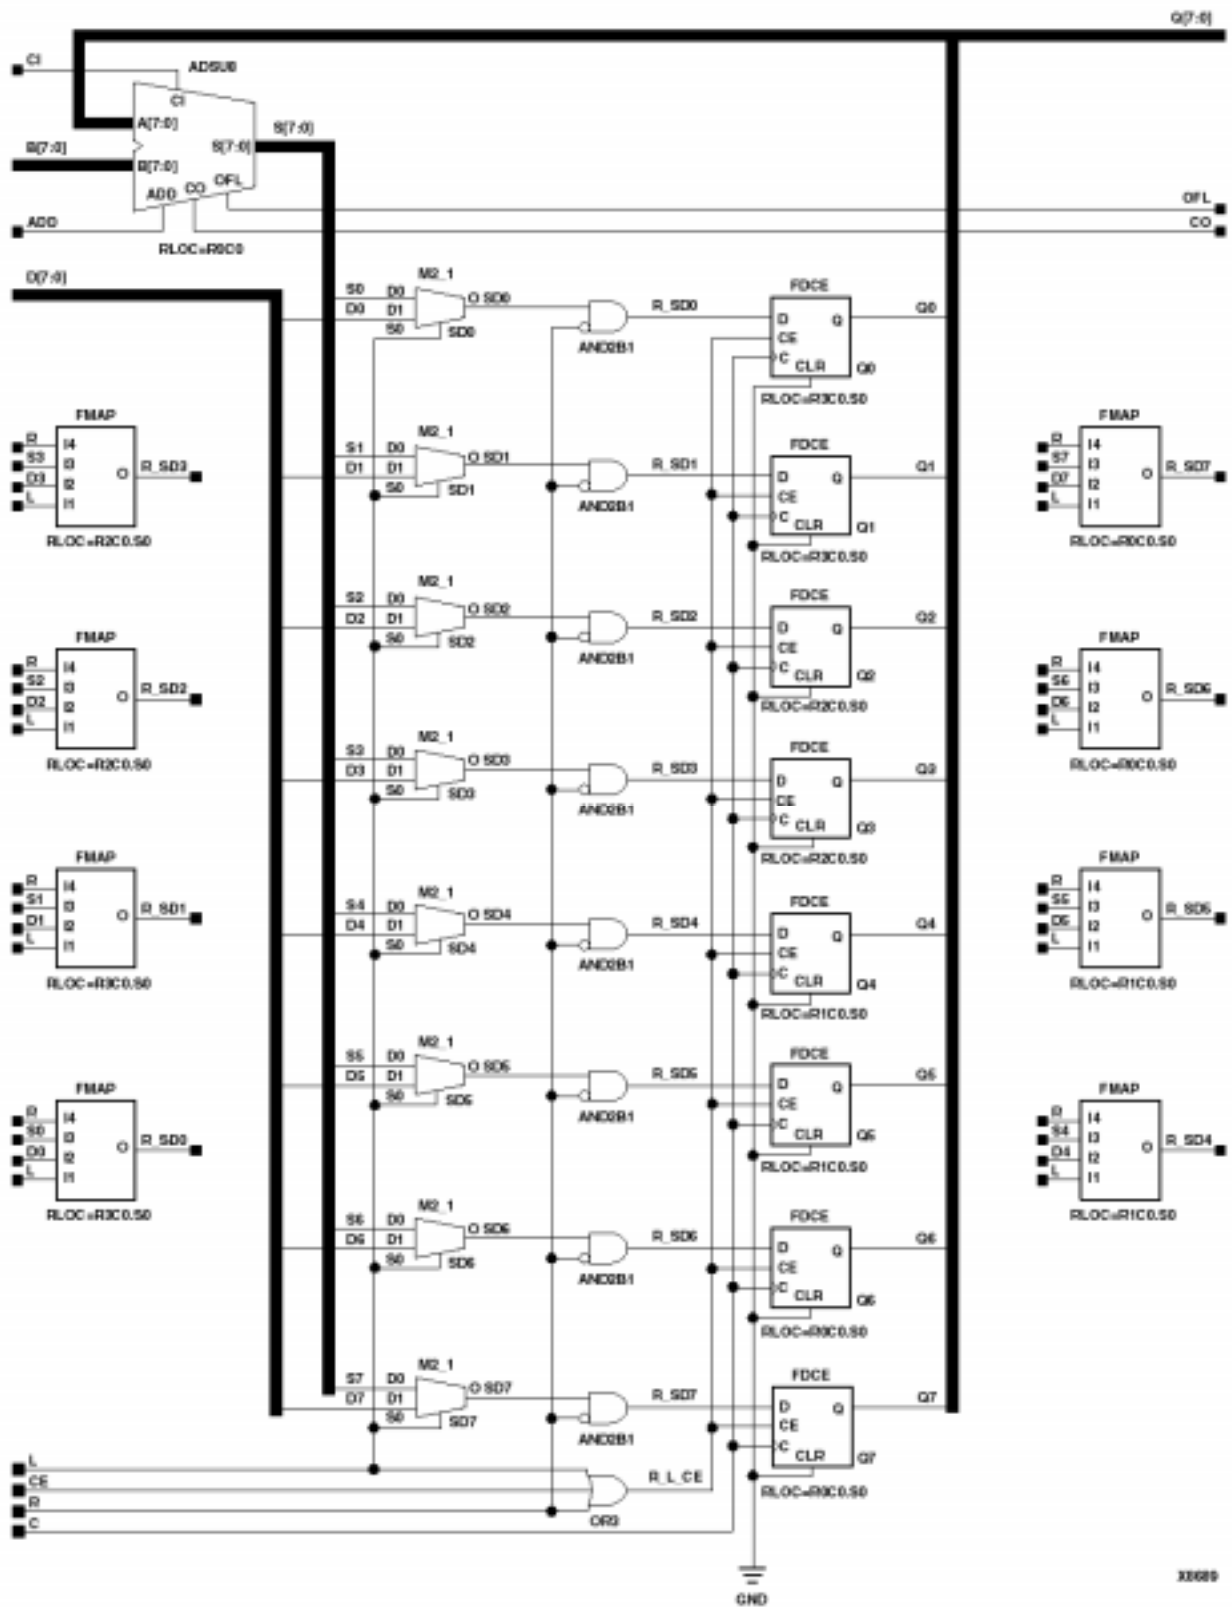 Q[7:0]
CI
ADSU8
CI
A[7:0]
S[7:0]
B[7:0]
S[7:0]
B[7:0]
ADD CO OFL
OFL
ADD
CO
RLOC=R0C0
D[7:0]
M2_1
FDCE
S0 D0 O SD0 R_SD0 D Q Q0
D0 D1 CE
S0 SD0 C
AND2B1 CLR Q0
RLOC=R3C0.S0
FMAP
FMAP
M2_1
FDCE
R I4
S3 I3 O R_SD3
D3 I2
L I1
RLOC=R2C0.S0
S1 D0 O SD1 R_SD1 D Q Q1
D1 D1 CE
S0 SD1 C
AND2B1 CLR Q1
RLOC=R3C0.S0
R I4
S7 I3 O R_SD7
D7 I2
L I1
RLOC=R0C0.S0
M2_1
FDCE
S2 D0 O SD2 R_SD2 D Q Q2
D2 D1 CE
S0 SD2 C
AND2B1 CLR Q2
RLOC=R2C0.S0
FMAP
R I4
S2 I3 O R_SD2
D2 I2
L I1
RLOC=R2C0.S0
FMAP
R I4
S6 I3 O R_SD6
D6 I2
L I1
RLOC=R0C0.S0
M2_1
FDCE
S3 D0 O SD3 R_SD3 D Q Q3
D3 D1 CE
S0 SD3 C
AND2B1 CLR Q3
RLOC=R2C0.S0
FMAP
R I4
S1 I3 O R_SD1
D1 I2
L I1
RLOC=R3C0.S0
FMAP
R I4
S5 I3 O R_SD5
D5 I2
L I1
RLOC=R1C0.S0
M2_1
FDCE
S4 D0 O SD4 R_SD4 D Q Q4
D4 D1 CE
S0 SD4 C
AND2B1 CLR Q4
RLOC=R1C0.S0
M2_1
FDCE
S5 D0 O SD5 R_SD5 D Q Q5
D5 D1 CE
S0 SD5 C
AND2B1 CLR Q5
RLOC=R1C0.S0
FMAP
R I4
S0 I3 O R_SD0
D0 I2
L I1
RLOC=R3C0.S0
FMAP
R I4
S4 I3 O R_SD4
D4 I2
L I1
RLOC=R1C0.S0
M2_1
FDCE
S6 D0 O SD6 R_SD6 D Q Q6
D6 D1 CE
S0 SD6 C
AND2B1 CLR Q6
RLOC=R0C0.S0
M2_1
FDCE
S7 D0 O SD7 R_SD7 D Q Q7
D7 D1 CE
S0 SD7 C
AND2B1 CLR Q7
RLOC=R0C0.S0
L
CE R_L_CE
R
C OR3
GND
X8689